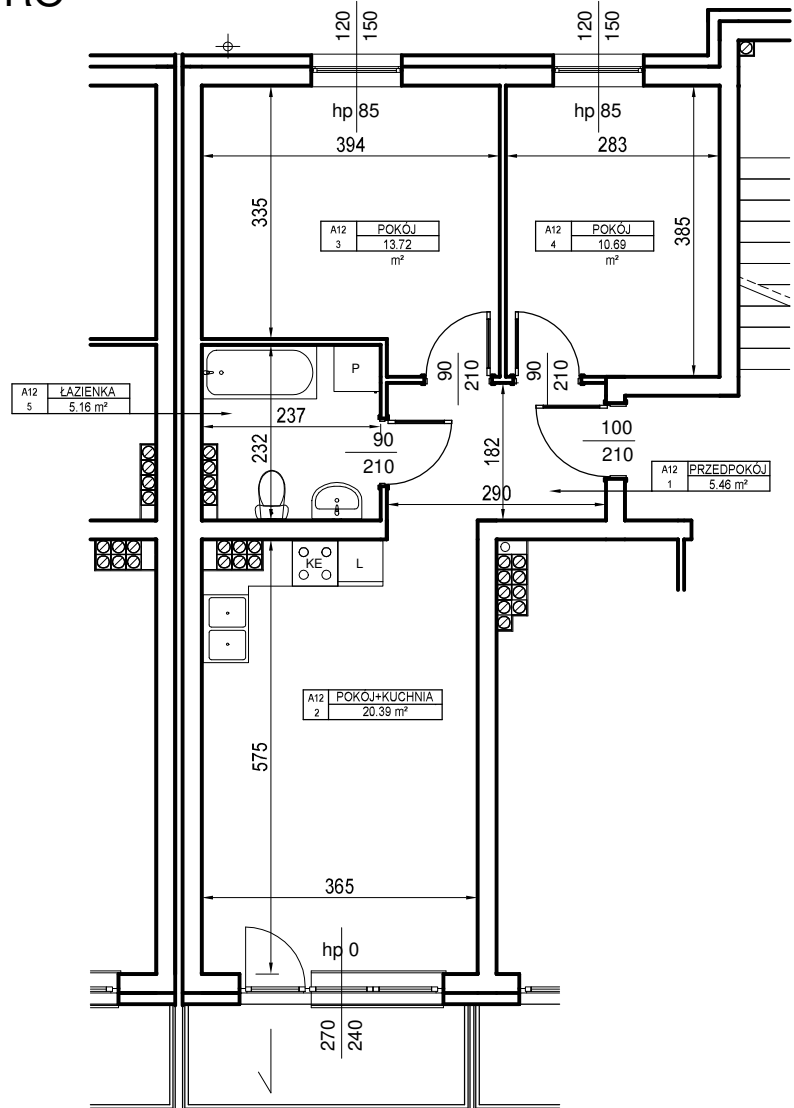 120
150
120
150
hp 85
hp 85
394
283
335
385
A12
3
POKÓJ
13.72
m²
A12
4
POKÓJ
10.69
m²
P
90
210
90
210
A12
5
ŁAZIENKA
5.16 m²
237
232
90
210
182
100
210
290
A12
1
PRZEDPOKÓJ
5.46 m²
KE
L
A12
2
POKÓJ+KUCHNIA
20.39 m²
575
365
hp 0
270
240